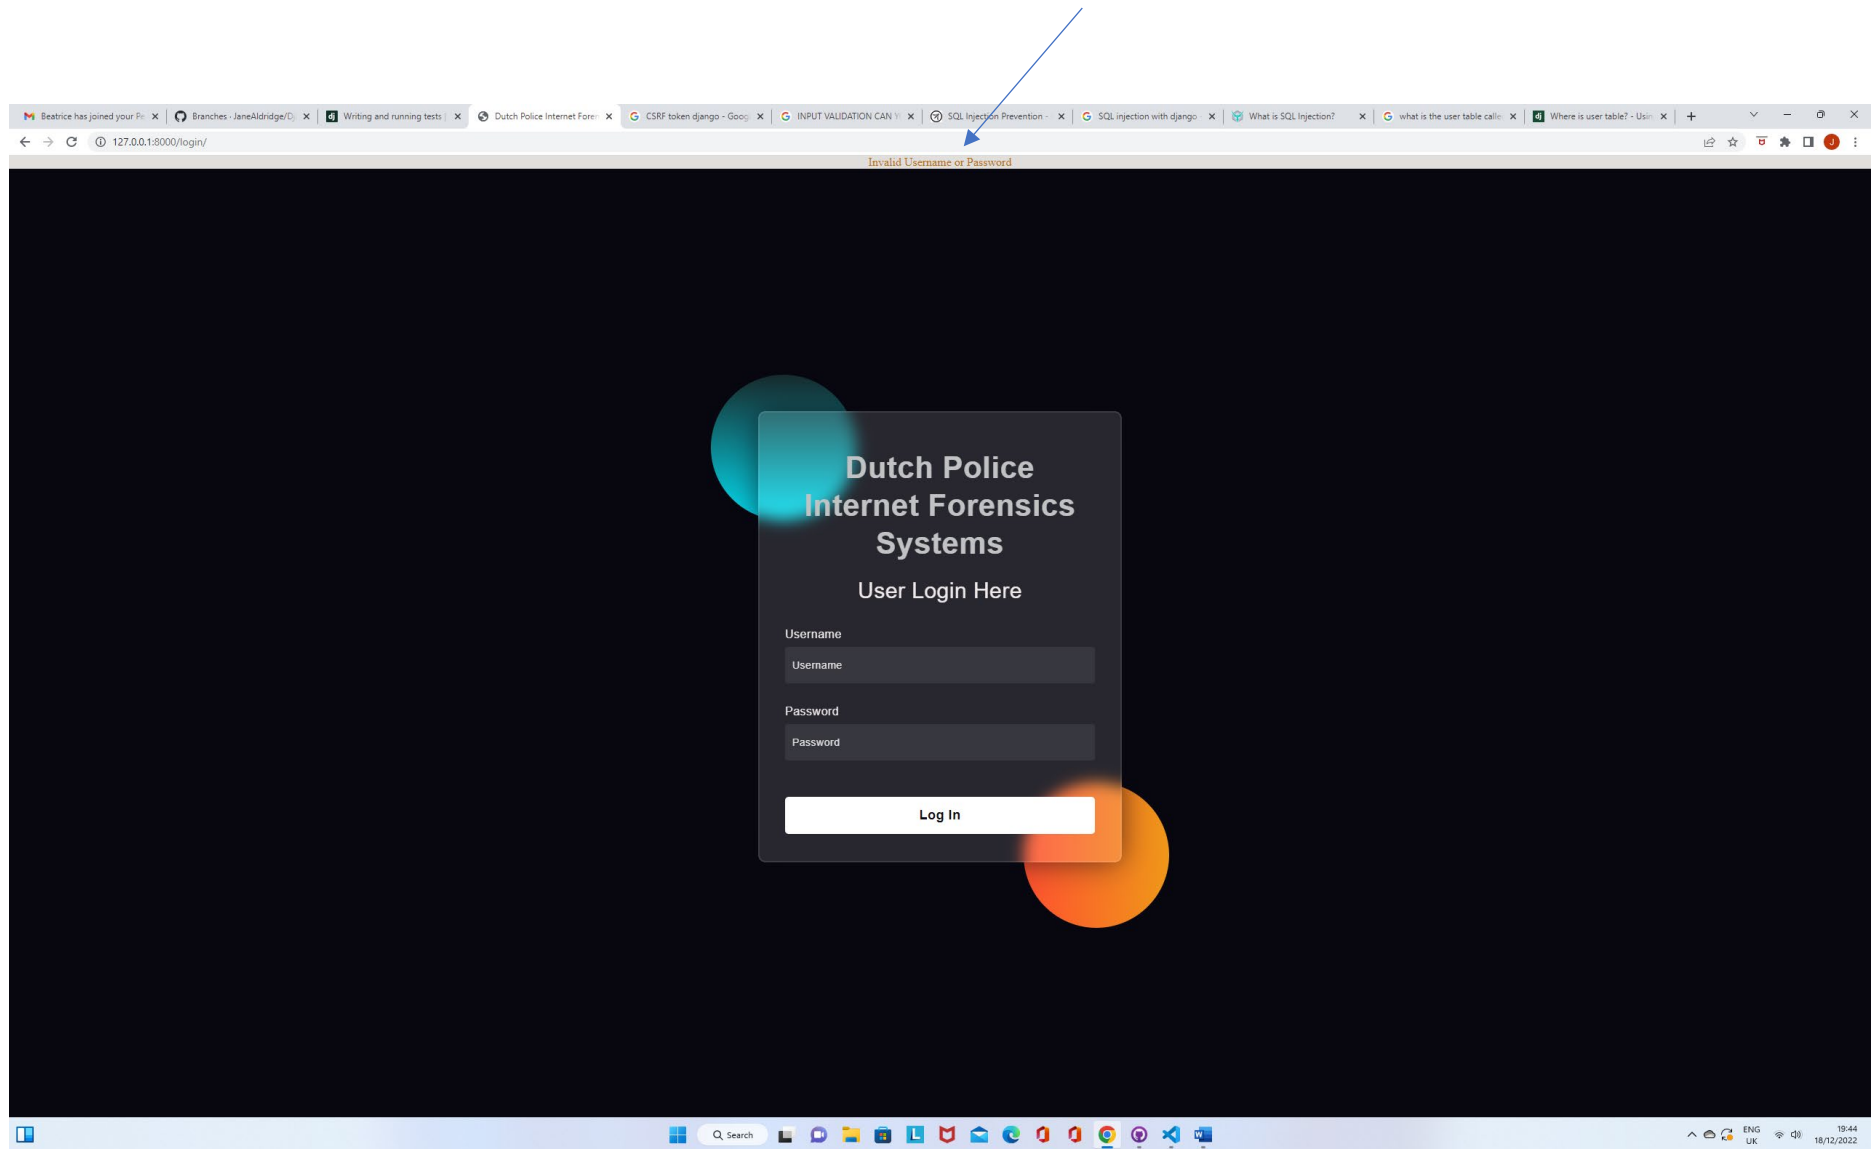 Beatrice has joined your Pe
Branches · JaneAldridge/D
Writing and running tests |
Dutch Police Internet Foren
CSRF token django - Goog
INPUT VALIDATION CAN Y
SQL Injection Prevention -
SQL injection with django -
What is SQL Injection?
what is the user table calle
Where is user table? - Usin
127.0.0.1:8000/login/
J
Invalid Username or Password
Dutch Police
Internet Forensics
Systems
User Login Here
Username
Username
Password
Password
Log In
Search
ENG
UK
19:44
18/12/2022